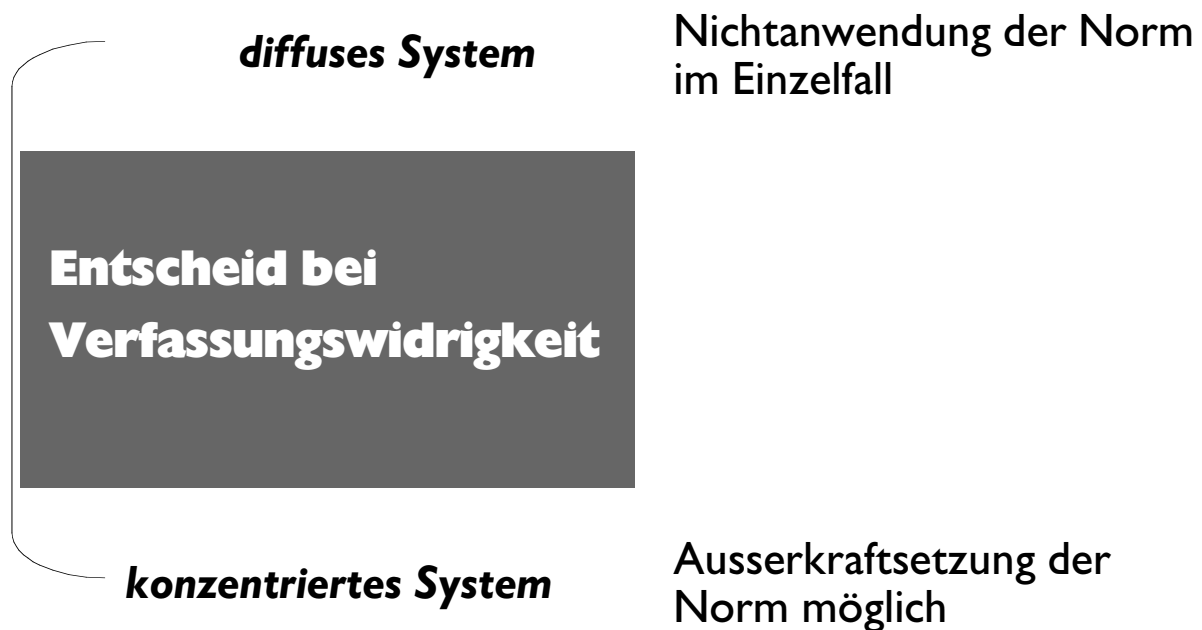 diffuses System
Nichtanwendung der Norm
im Einzelfall
Entscheid bei
Verfassungswidrigkeit
konzentriertes System
Ausserkraftsetzung der
Norm möglich